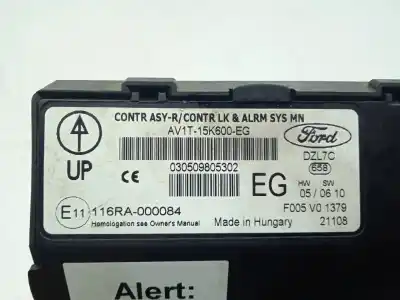 CONTR ASY-R/CONTR LK & ALRM SYS MN
AV1T-15K600-EG
UP
CE
030509805302
Ford
DZL7C
658
EG
HW SW
05 / 06 10
E11 116RA-000084
Homologation see Owner's Manual
Made in Hungary
F005 V0 1379
21108
Alert: